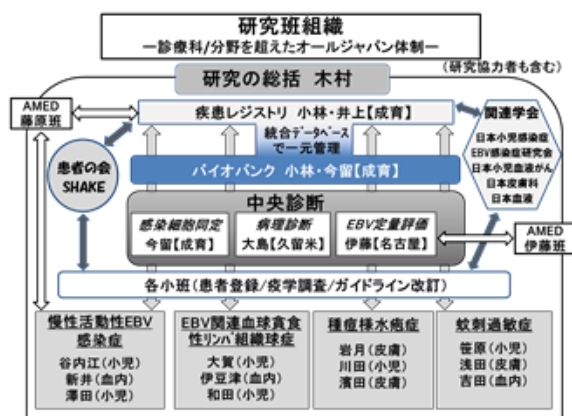 研究班組織
―診療科/分野を超えたオールジャパン体制―
(研究協力者も含む)
研究の総括 木村
AMED
藤原班
疾患レジストリ 小林・井上【成育】
統合データベース
で一元管理
バイオバンク 小林・今留【成育】
患者の会
SHAKE
関連学会
日本小児感染症
EBV感染症研究会
日本小児血液がん
日本皮膚科
日本血液
中央診断
感染細胞同定
今留【成育】
病理診断
大島【久留米】
EBV定量評価
伊藤【名古屋】
AMED
伊藤班
各小班(患者登録/疫学調査/ガイドライン改訂)
慢性活動性EBV
感染症
谷内江(小児)
新井(血内)
澤田(小児)
EBV関連血球貪食
性リンパ組織球症
大賀(小児)
伊豆津(血内)
和田(小児)
種痘様水疱症
岩月(皮膚)
川田(小児)
濱田(皮膚)
蚊刺過敏症
笹原(小児)
浅田(皮膚)
吉田(血内)